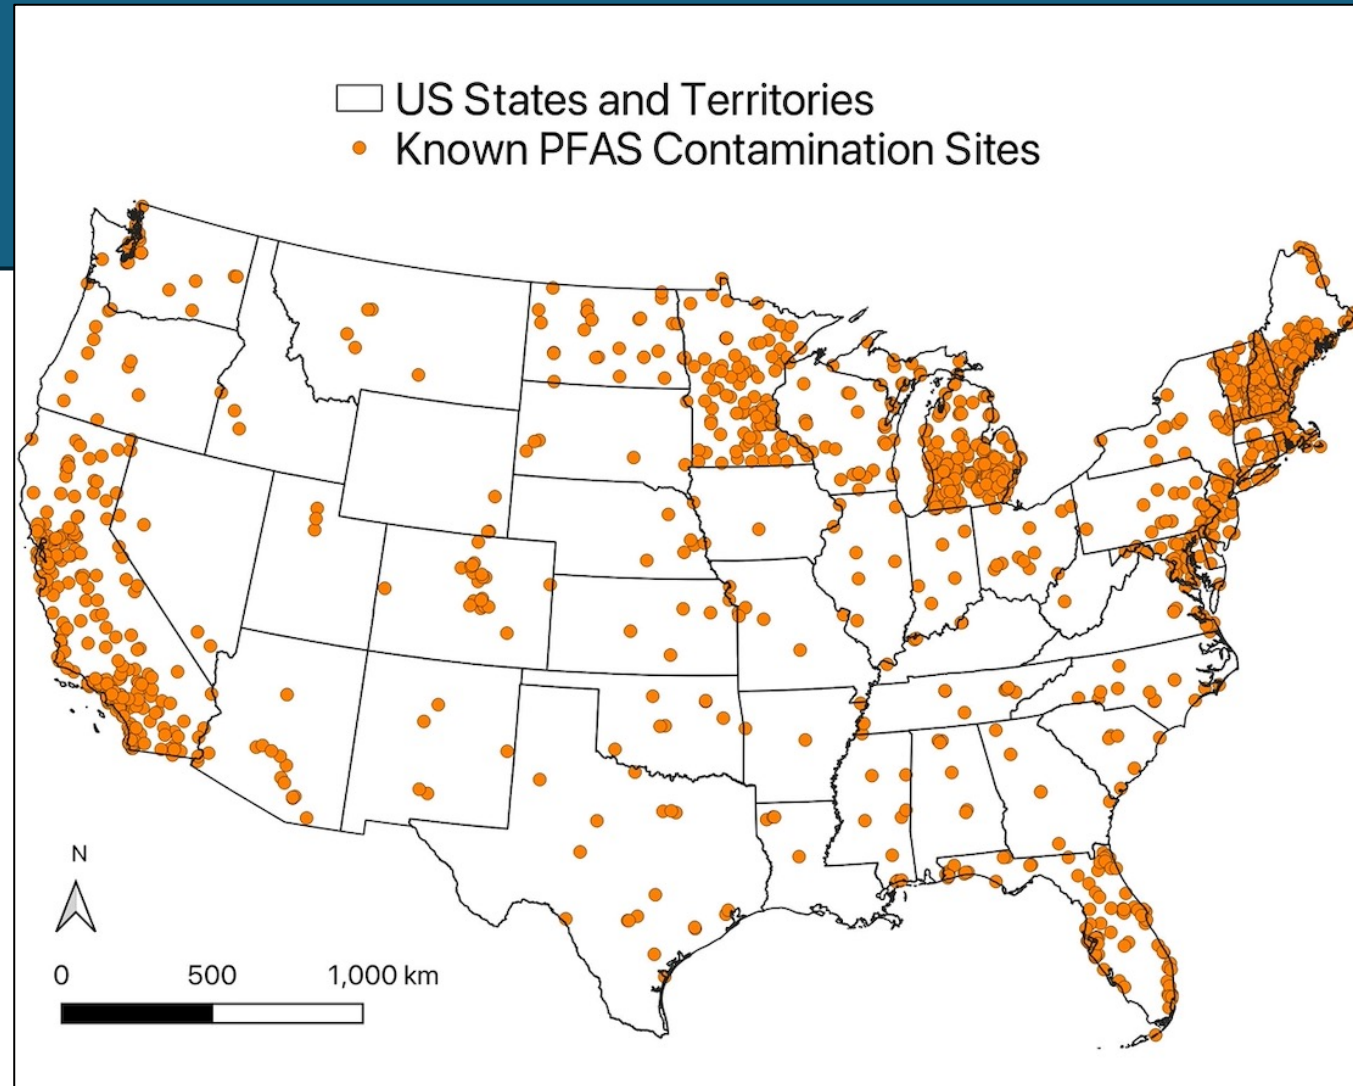 US States and Territories
Known PFAS Contamination Sites
N
0 500 1,000 km